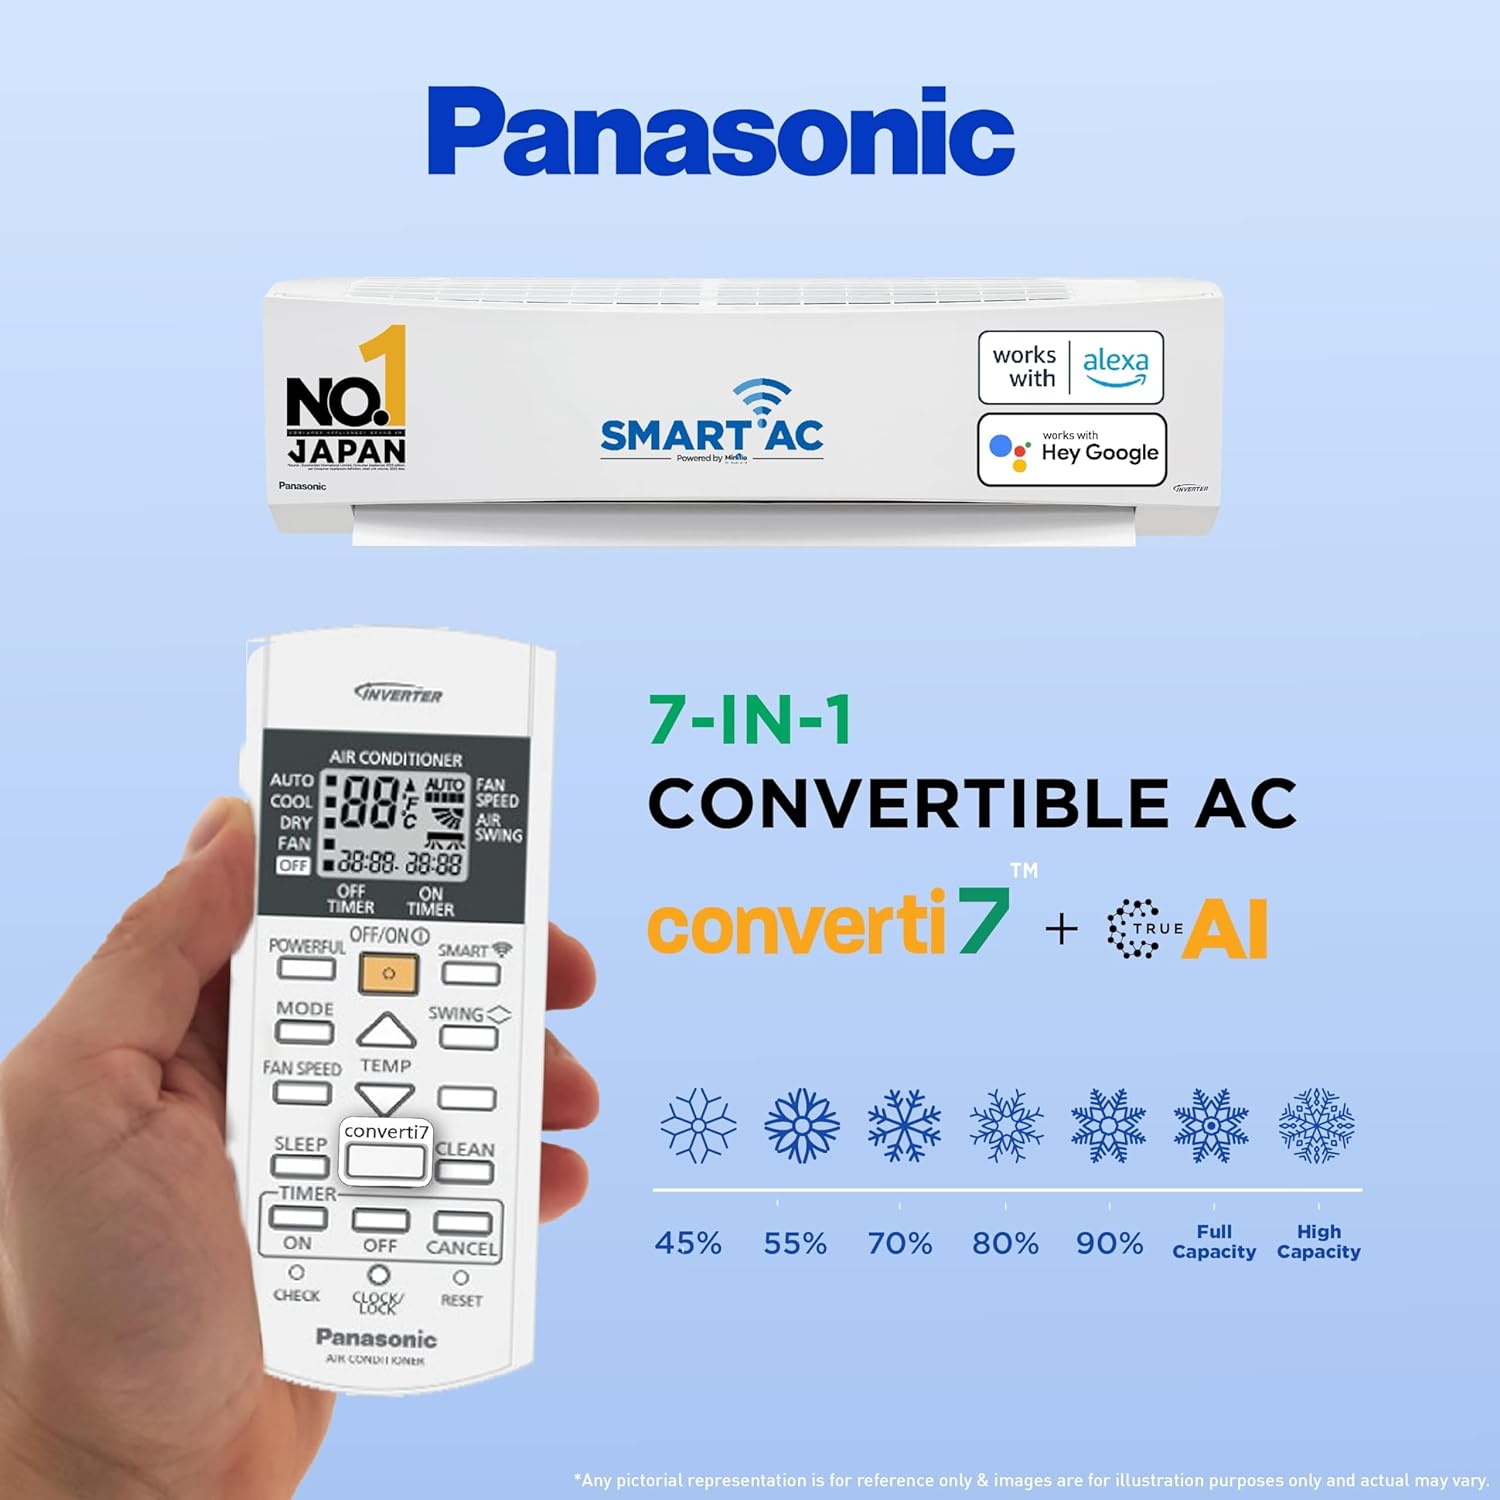 Panasonic
NO.1
JAPAN
Panasonic
SMART AC
Powered by MirAIe
works with alexa
works with
Hey Google
INVERTER
INVERTER
AIR CONDITIONER
AUTO
COOL
DRY
FAN
OFF
88
F
C
AUTO
FAN SPEED
AIR SWING
88:88 88:88
OFF TIMER
ON TIMER
OFF/ON
POWERFUL
SMART
MODE
SWING
FAN SPEED
TEMP
converti7
SLEEP
CLEAN
TIMER
ON
OFF
CANCEL
CHECK
CLOCK/
LOCK
RESET
Panasonic
AIR CONDITIONER
7-IN-1
CONVERTIBLE AC
converti7™ + TRUE AI
45% 55% 70% 80% 90% Full Capacity High Capacity
*Any pictorial representation is for reference only & images are for illustration purposes only and actual may vary.